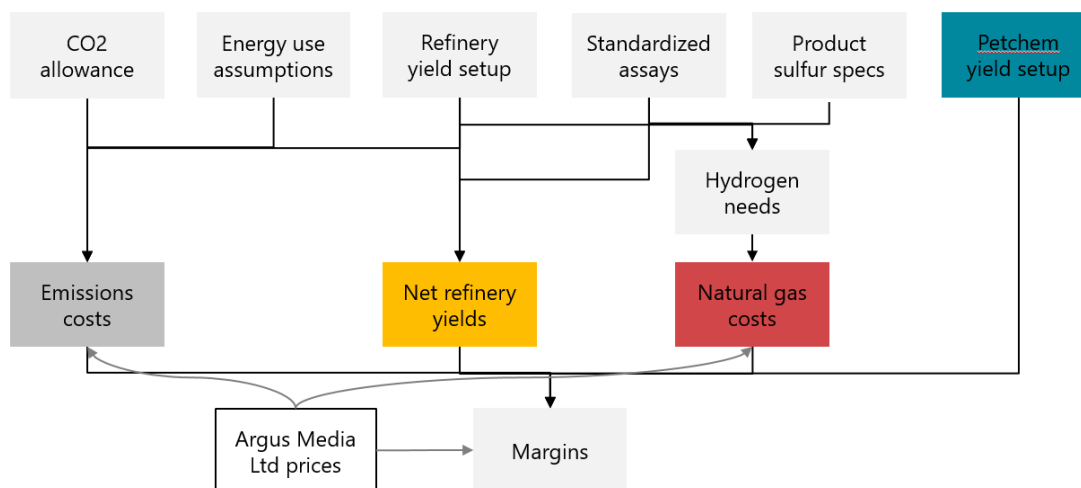 CO2
allowance
Energy use
assumptions
Refinery
yield setup
Standardized
assays
Product
sulfur specs
Petchem
yield setup
Hydrogen
needs
Emissions
costs
Net refinery
yields
Natural gas
costs
Argus Media
Ltd prices
Margins